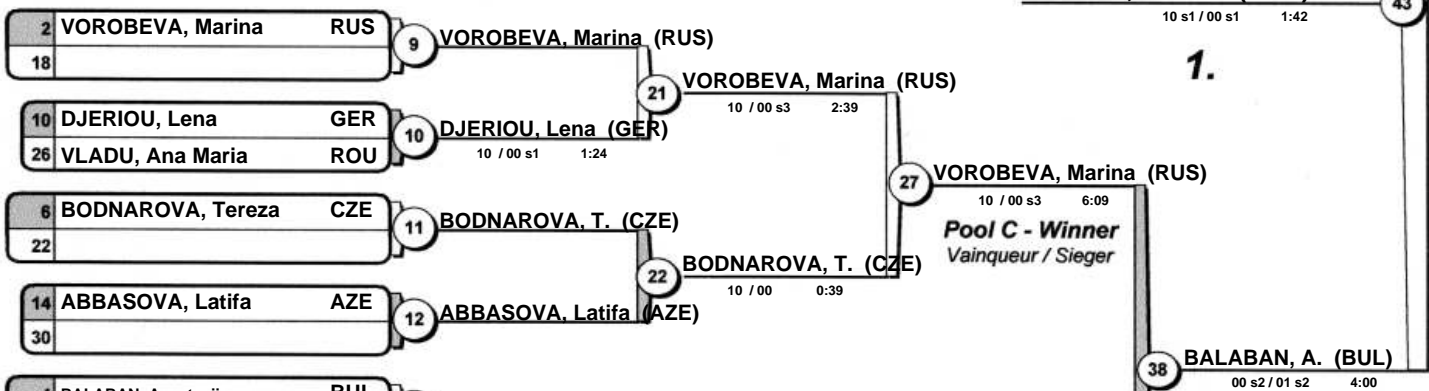 43
10 s1 / 00 s1 1:42
1.
2 VOROBEVA, Marina RUS
18
9 VOROBEVA, Marina (RUS)
21 VOROBEVA, Marina (RUS)
10 / 00 s3 2:39
10 DJERIOU, Lena GER
26 VLADU, Ana Maria ROU
10 DJERIOU, Lena (GER)
10 / 00 s1 1:24
27 VOROBEVA, Marina (RUS)
10 / 00 s3 6:09
Pool C - Winner
Vainqueur / Sieger
6 BODNAROVA, Tereza CZE
22
11 BODNAROVA, T. (CZE)
22 BODNAROVA, T. (CZE)
10 / 00 0:39
14 ABBASOVA, Latifa AZE
30
12 ABBASOVA, Latifa (AZE)
38 BALABAN, A. (BUL)
00 s2 / 01 s2 4:00
BUL